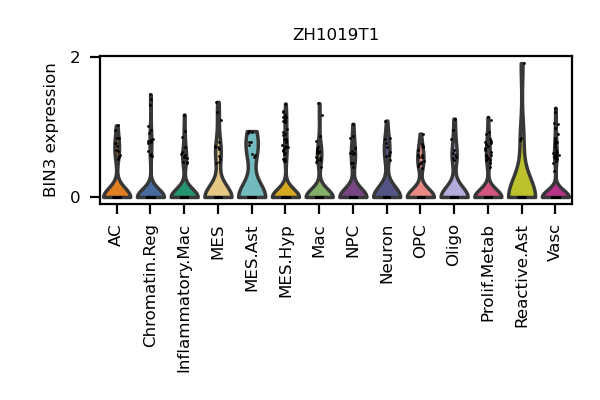 ZH1019T1
BIN3 expression
2
0
AC
Chromatin.Reg
Inflammatory.Mac
MES
MES.Ast
MES.Hyp
Mac
NPC
Neuron
OPC
Oligo
Prolif.Metab
Reactive.Ast
Vasc